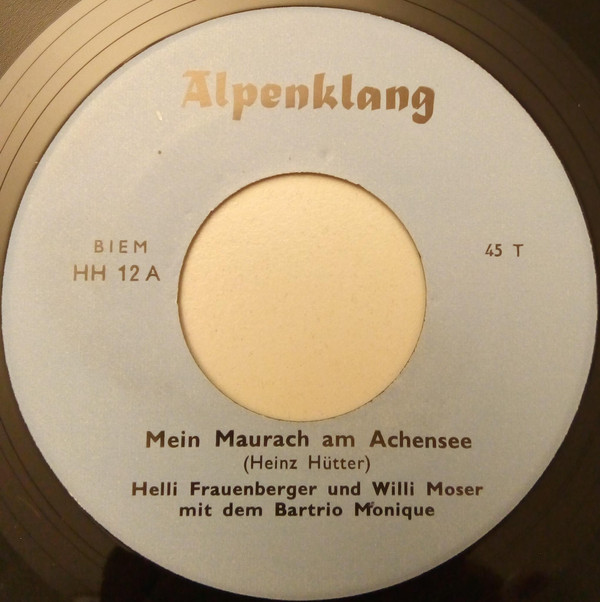 Alpenklang
BIEM
HH 12 A
45 T
Mein Maurach am Achensee
(Heinz Hütter)
Helli Frauenberger und Willi Moser
mit dem Bartrio Monique